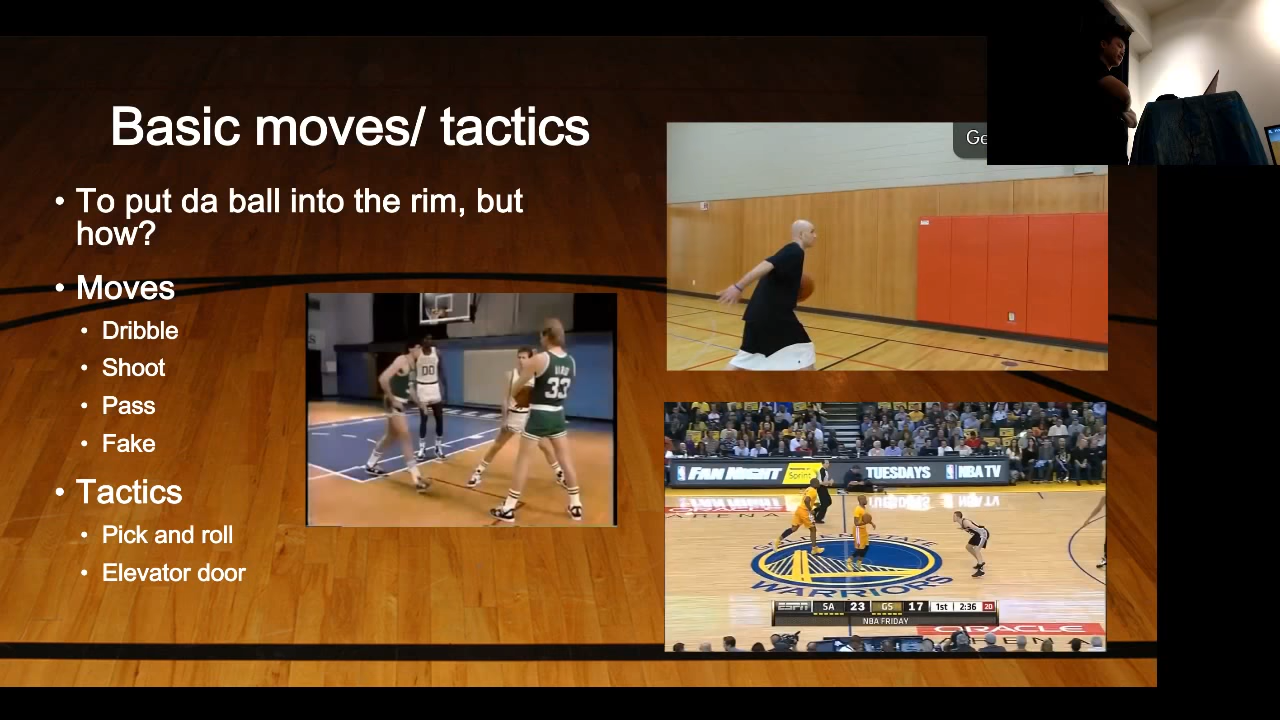 Basic moves/ tactics
• To put da ball into the rim, but
how?
• Moves
• Dribble
• Shoot
• Pass
• Fake
• Tactics
• Pick and roll
• Elevator door
00
BIRD
33
Ge
FAN NIGHT Sprint TUESDAYS NBA TV
GOLDEN STATE
WARRIORS
ESPN SA 23 GS 17 1st 2:36 20
NBA FRIDAY
ORACLE